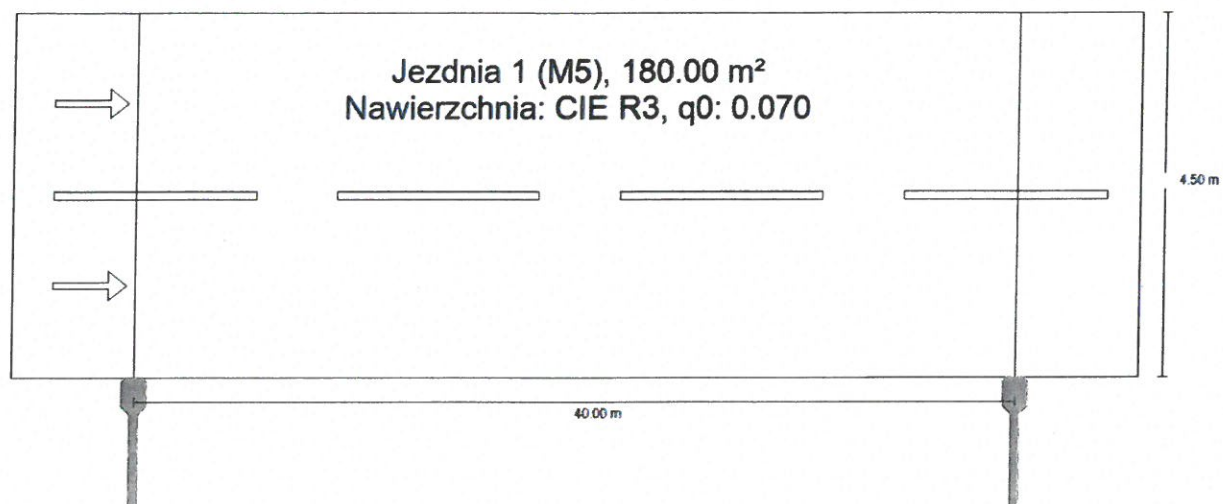 Jezdnia 1 (M5), 180.00 m²
Nawierzchnia: CIE R3, q0: 0.070
4.50 m
40.00 m